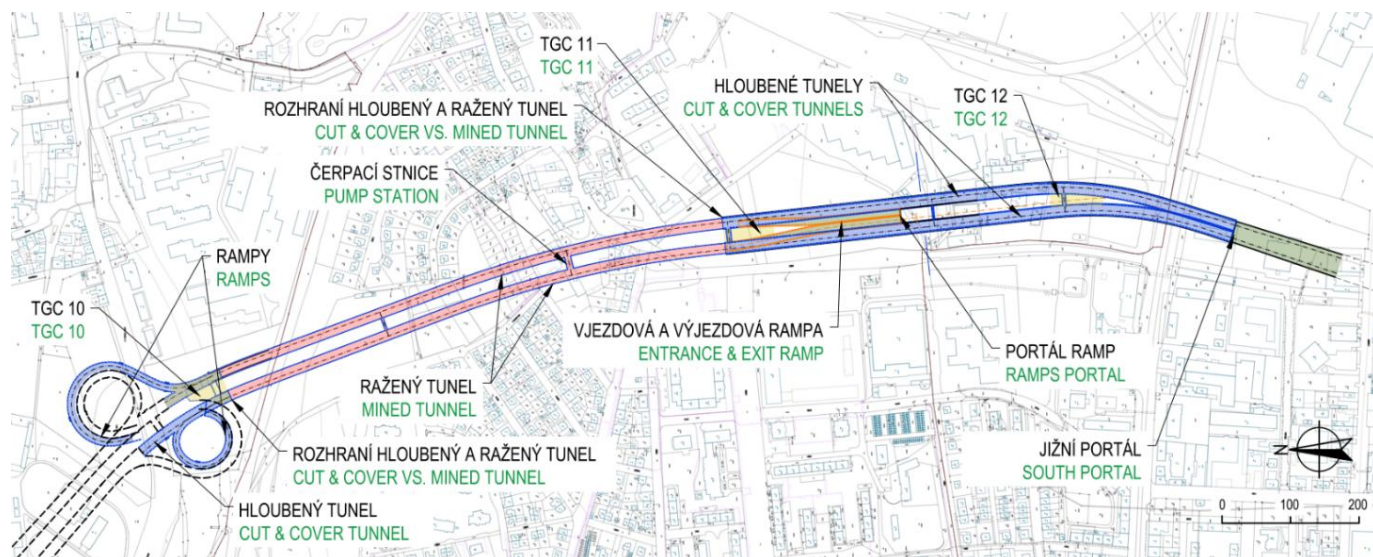 TGC 11
TGC 11
ROZHRANÍ HLOUBENÝ A RAŽENÝ TUNEL
CUT & COVER VS. MINED TUNNEL
HLOUBENÉ TUNELY
CUT & COVER TUNNELS
TGC 12
TGC 12
ČERPACÍ STNICE
PUMP STATION
RAMPY
RAMPS
TGC 10
TGC 10
VJEZDOVÁ A VÝJEZDOVÁ RAMPA
ENTRANCE & EXIT RAMP
PORTÁL RAMP
RAMPS PORTAL
RAŽENÝ TUNEL
MINED TUNNEL
ROZHRANÍ HLOUBENÝ A RAŽENÝ TUNEL
CUT & COVER VS. MINED TUNNEL
JIŽNÍ PORTÁL
SOUTH PORTAL
N
HLOUBENÝ TUNEL
CUT & COVER TUNNEL
0 100 200